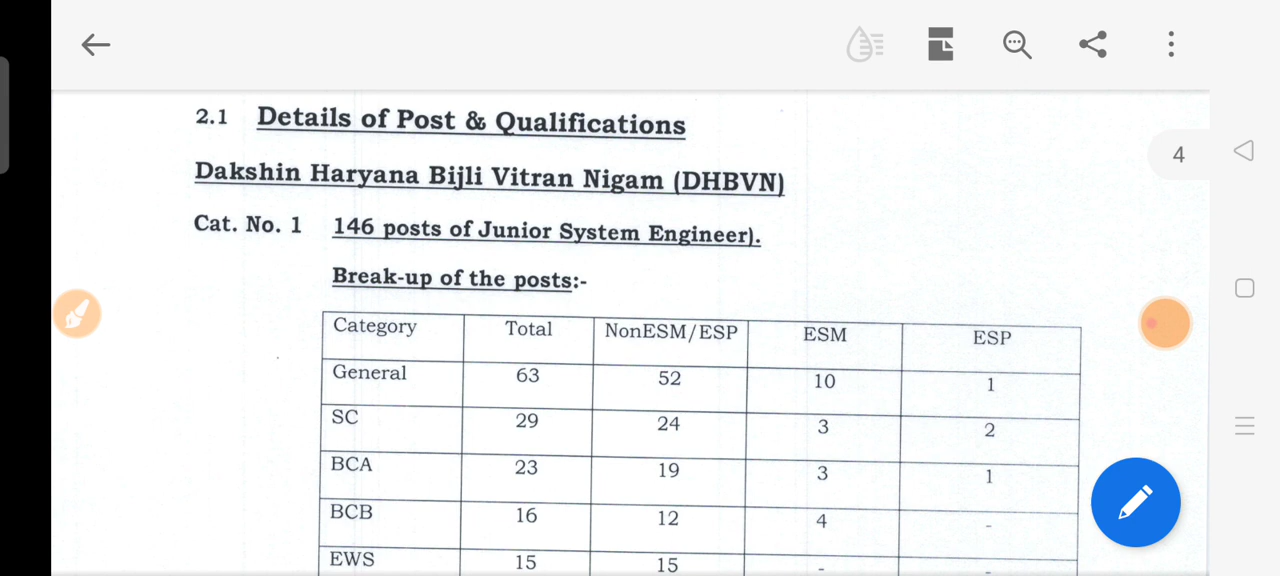 4
2.1 Details of Post & Qualifications
Dakshin Haryana Bijli Vitran Nigam (DHBVN)
Cat. No. 1 146 posts of Junior System Engineer).
Break-up of the posts:-
Category Total NonESM/ESP ESM ESP
General 63 52 10 1
SC 29 24 3 2
BCA 23 19 3 1
BCB 16 12 4 -
EWS 15 15 - -